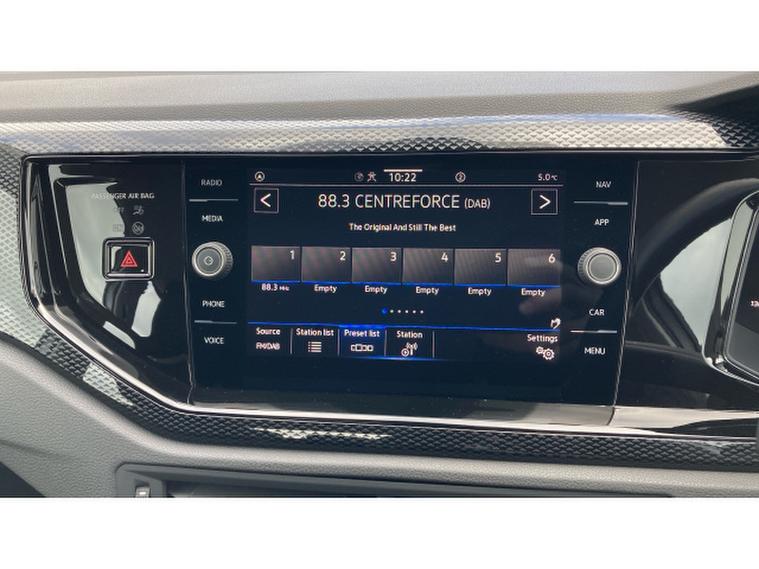 PASSENGER AIR BAG
OFF
ON
RADIO
MEDIA
PHONE
VOICE
10:22
5.0°C
88.3 CENTREFORCE (DAB)
The Original And Still The Best
1 2 3 4 5 6
88.3 MHz Empty Empty Empty Empty Empty
Source Station list Preset list Station Settings
FM/DAB
NAV
APP
CAR
MENU